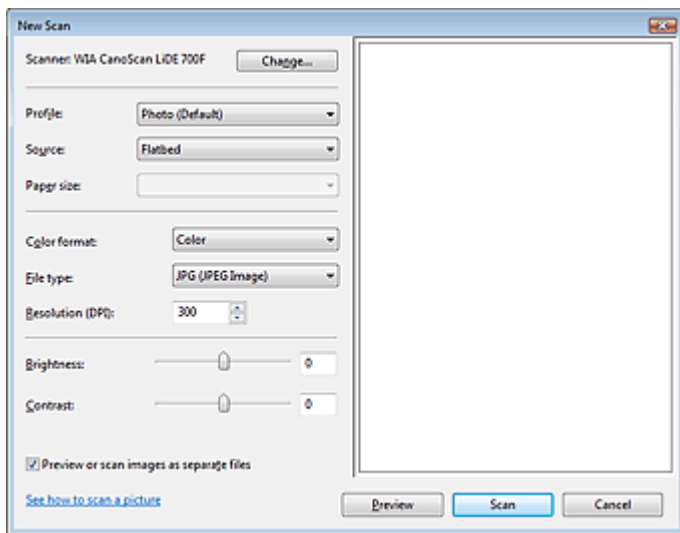 New Scan
Scanner: WIA CanoScan LiDE 700F
Change...
Profile: Photo (Default)
Source: Flatbed
Paper size:
Color format: Color
File type: JPG (JPEG Image)
Resolution (DPI): 300
Brightness: 0
Contrast: 0
Preview or scan images as separate files
See how to scan a picture
Preview
Scan
Cancel